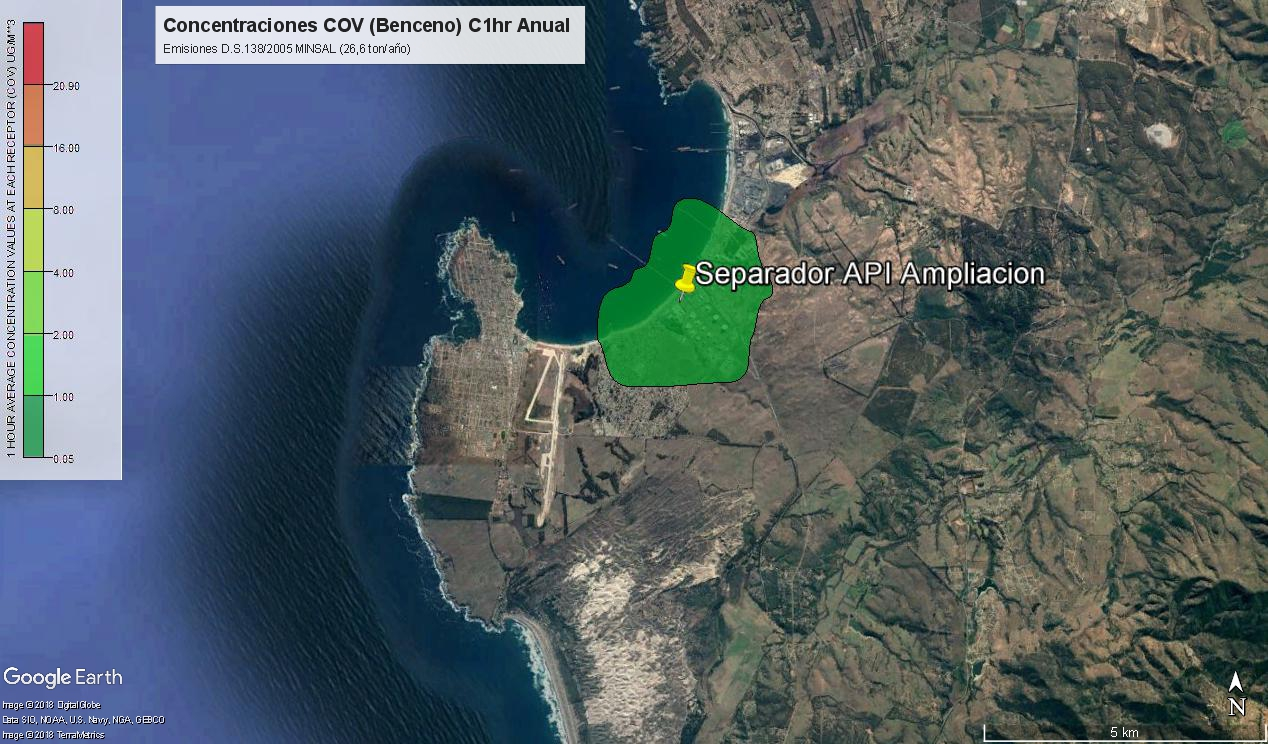 Concentraciones COV (Benceno) C1hr Anual
Emisiones D.S.138/2005 MINSAL (26,6 ton/año)
1 HOUR AVERAGE CONCENTRATION VALUES AT EACH RECEPTOR (COV) UG/M**3
20.90
16.00
8.00
4.00
2.00
1.00
0.05
Separador API Ampliacion
Google Earth
Image © 2018 DigitalGlobe
Data SIO, NOAA, U.S. Navy, NGA, GEBCO
Image © 2018 TerraMetrics
N
5 km